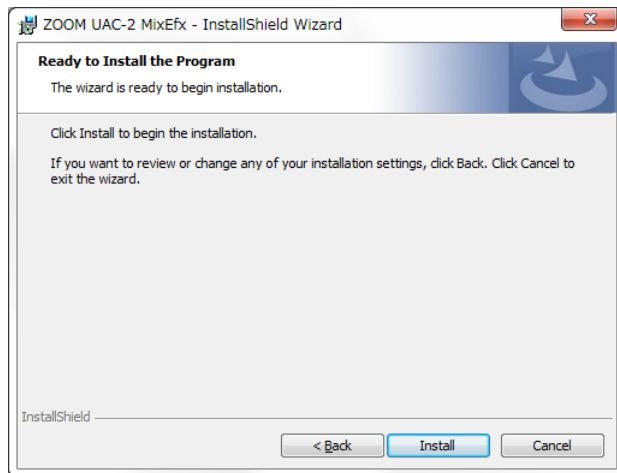 ZOOM UAC-2 MixEfx - InstallShield Wizard
Ready to Install the Program
The wizard is ready to begin installation.
Click Install to begin the installation.
If you want to review or change any of your installation settings, click Back. Click Cancel to
exit the wizard.
InstallShield
< Back
Install
Cancel